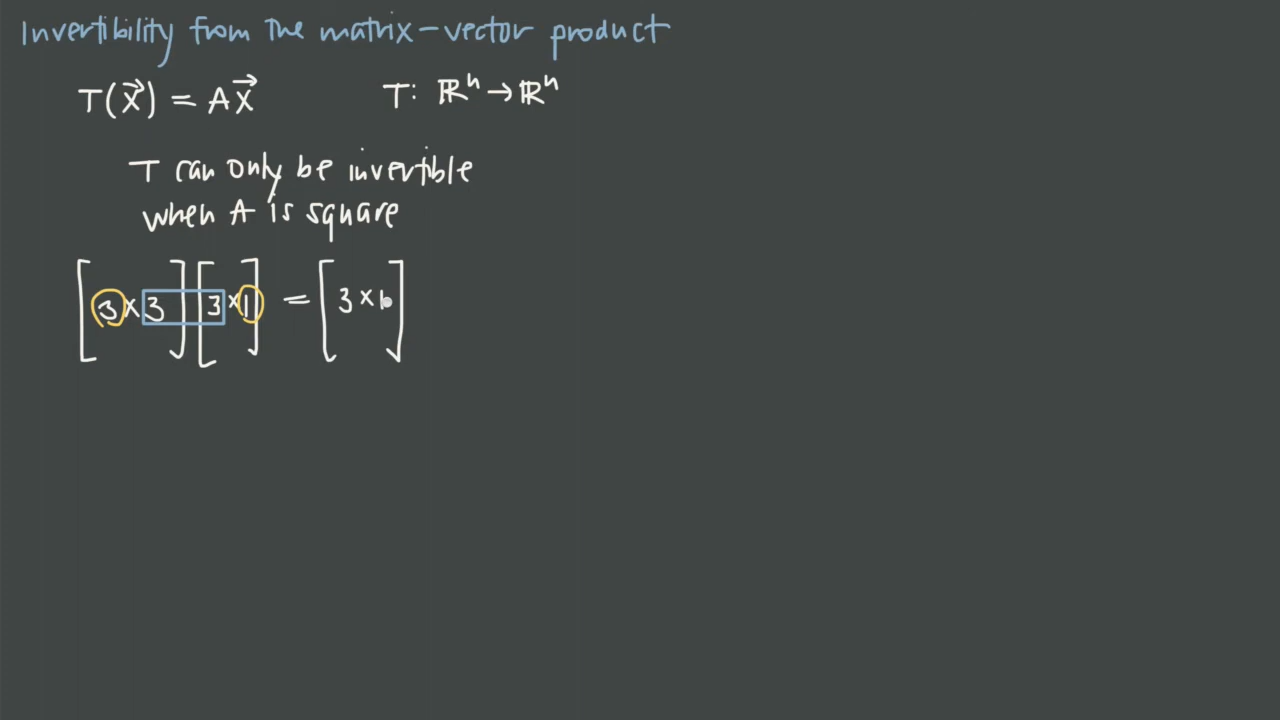 Invertibility from the matrix-vector product
T(x⃗) = Ax⃗ T: ℝⁿ → ℝⁿ
T can only be invertible
when A is square
[3×3] [3×1] = [3×1]